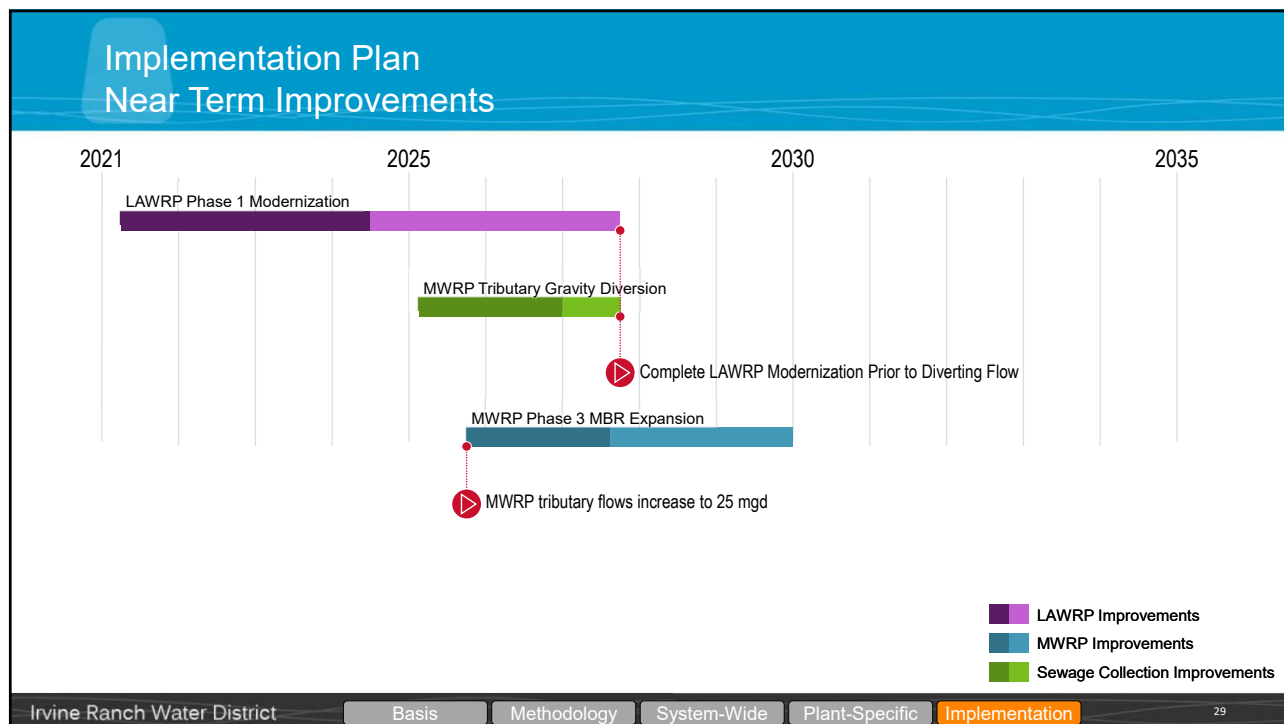 Implementation Plan
Near Term Improvements
2021 2025 2030 2035
LAWRP Phase 1 Modernization
MWRP Tributary Gravity Diversion
Complete LAWRP Modernization Prior to Diverting Flow
MWRP Phase 3 MBR Expansion
MWRP tributary flows increase to 25 mgd
LAWRP Improvements
MWRP Improvements
Sewage Collection Improvements
Irvine Ranch Water District Basis Methodology System-Wide Plant-Specific Implementation 29